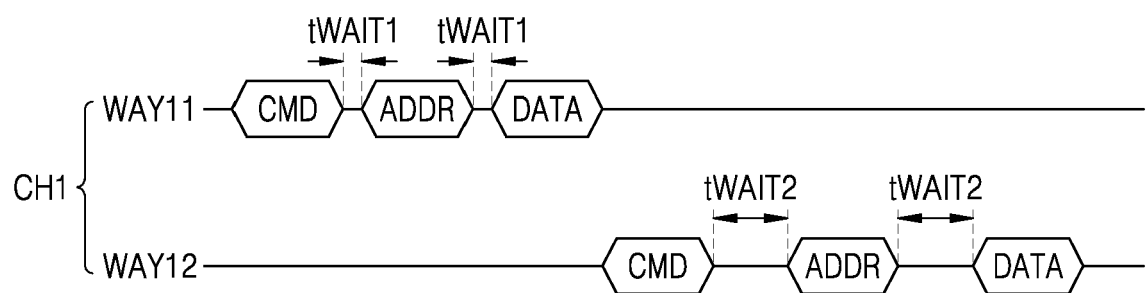 tWAIT1 tWAIT1
WAY11 CMD ADDR DATA
CH1
tWAIT2 tWAIT2
WAY12 CMD ADDR DATA